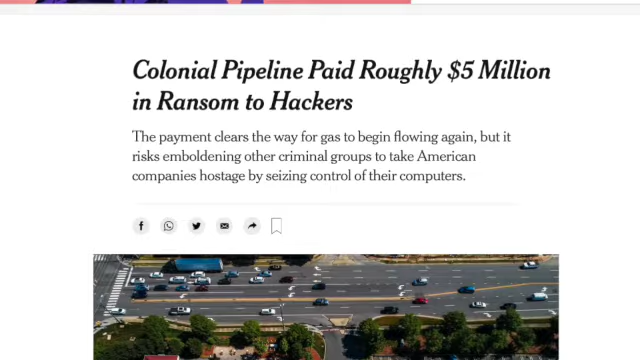 Colonial Pipeline Paid Roughly $5 Million
in Ransom to Hackers
The payment clears the way for gas to begin flowing again, but it
risks emboldening other criminal groups to take American
companies hostage by seizing control of their computers.